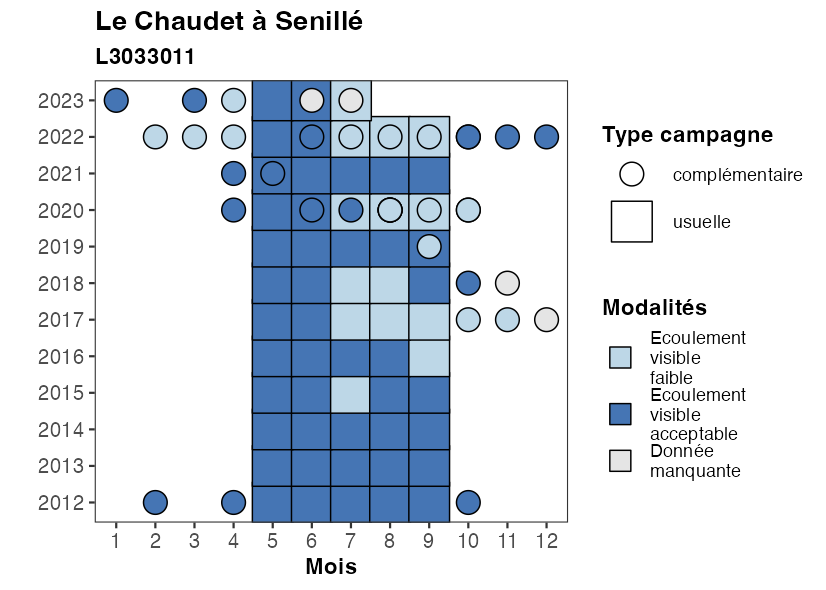 Le Chaudet à Senillé
L3033011
2023
2022
2021
2020
2019
2018
2017
2016
2015
2014
2013
2012
1 2 3 4 5 6 7 8 9 10 11 12
Mois
Type campagne
complémentaire
usuelle
Modalités
Ecoulement
visible
faible
Ecoulement
visible
acceptable
Donnée
manquante